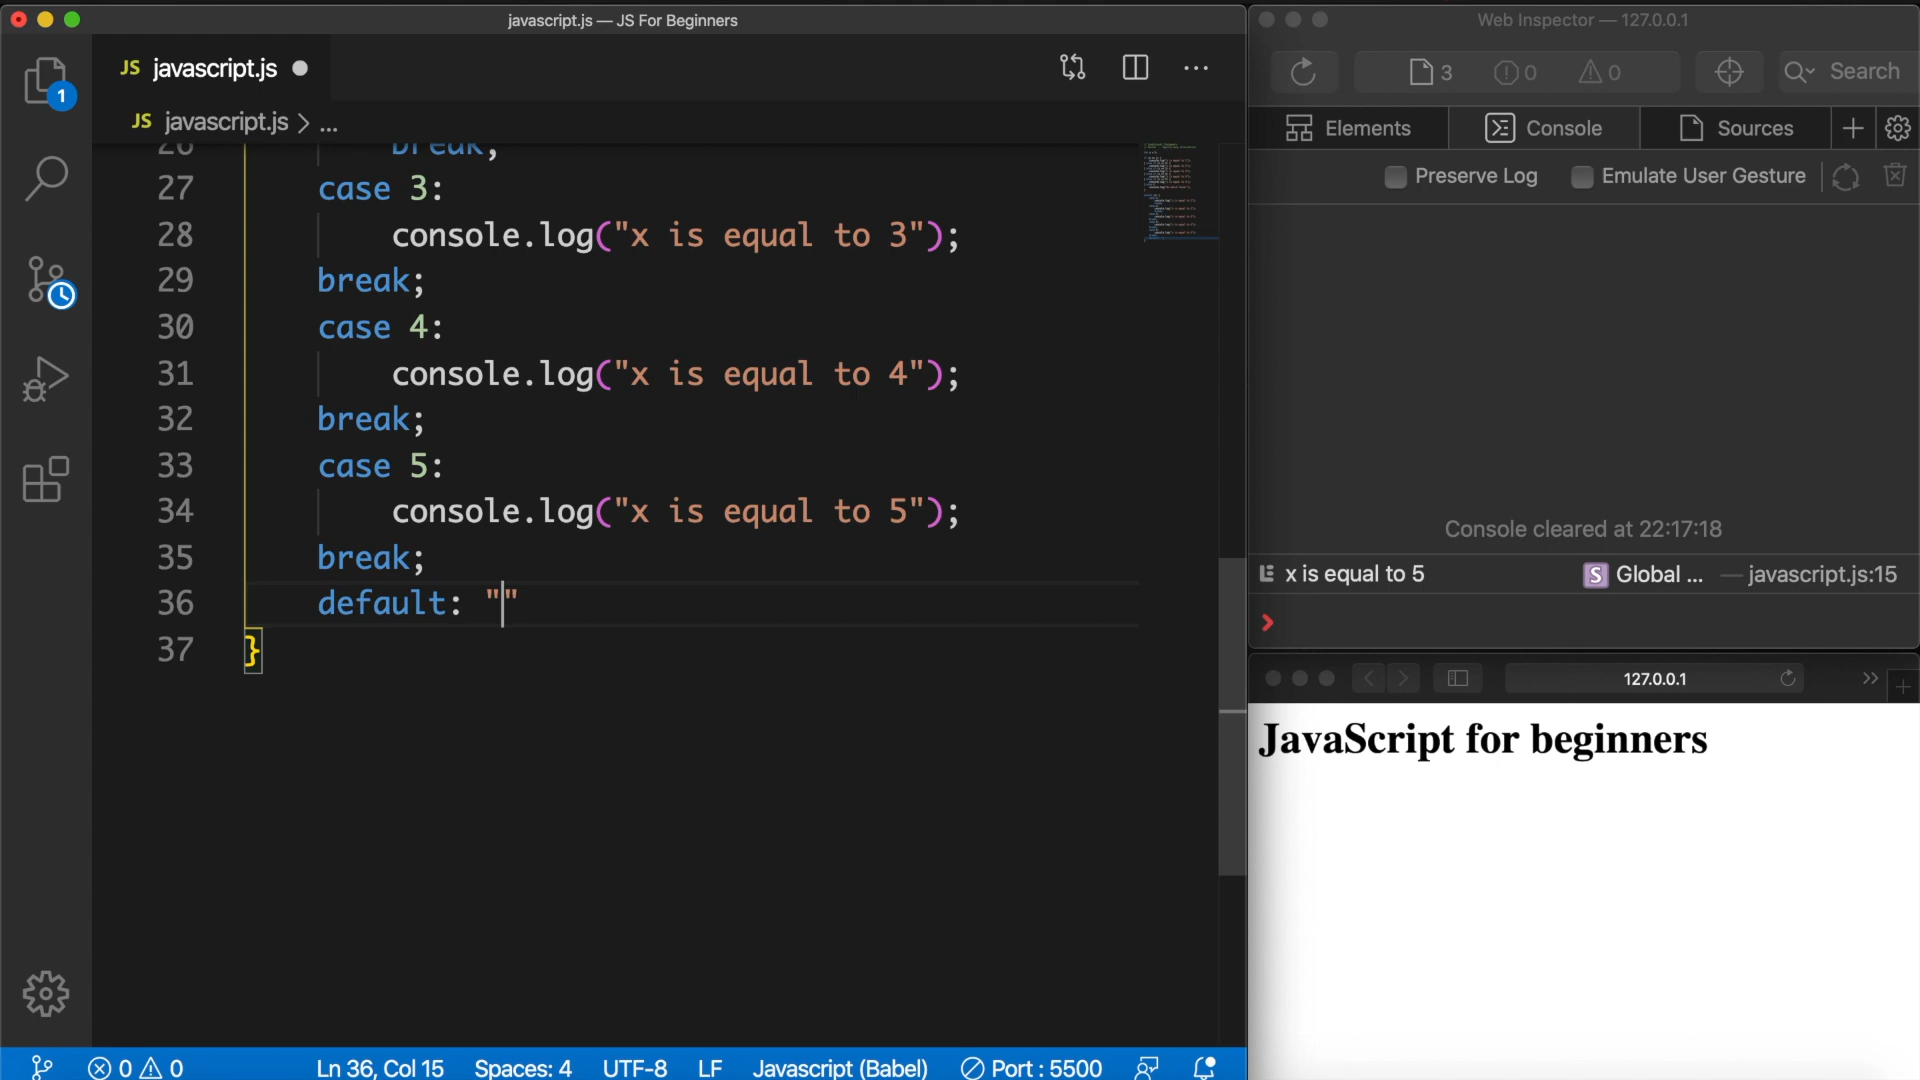 javascript.js — JS For Beginners
JS javascript.js
JS javascript.js > ...
1
26 break;
27 case 3:
28 console.log("x is equal to 3");
29 break;
30 case 4:
31 console.log("x is equal to 4");
32 break;
33 case 5:
34 console.log("x is equal to 5");
35 break;
36 default: ""
37 }
0 0 Ln 36, Col 15 Spaces: 4 UTF-8 LF Javascript (Babel) Port : 5500
Web Inspector — 127.0.0.1
3 0 0 Search
Elements Console Sources
Preserve Log Emulate User Gesture
Console cleared at 22:17:18
x is equal to 5 S Global ... — javascript.js:15
127.0.0.1
JavaScript for beginners